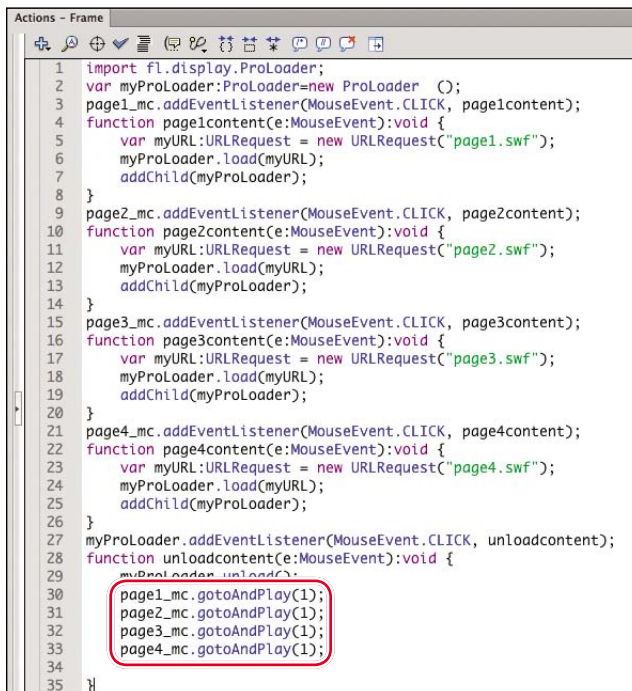 Actions – Frame
1 import fl.display.ProLoader;
2 var myProLoader:ProLoader=new ProLoader  ();
3 page1_mc.addEventListener(MouseEvent.CLICK, page1content);
4 function page1content(e:MouseEvent):void {
5     var myURL:URLRequest = new URLRequest("page1.swf");
6     myProLoader.load(myURL);
7     addChild(myProLoader);
8 }
9 page2_mc.addEventListener(MouseEvent.CLICK, page2content);
10 function page2content(e:MouseEvent):void {
11     var myURL:URLRequest = new URLRequest("page2.swf");
12     myProLoader.load(myURL);
13     addChild(myProLoader);
14 }
15 page3_mc.addEventListener(MouseEvent.CLICK, page3content);
16 function page3content(e:MouseEvent):void {
17     var myURL:URLRequest = new URLRequest("page3.swf");
18     myProLoader.load(myURL);
19     addChild(myProLoader);
20 }
21 page4_mc.addEventListener(MouseEvent.CLICK, page4content);
22 function page4content(e:MouseEvent):void {
23     var myURL:URLRequest = new URLRequest("page4.swf");
24     myProLoader.load(myURL);
25     addChild(myProLoader);
26 }
27 myProLoader.addEventListener(MouseEvent.CLICK, unloadcontent);
28 function unloadcontent(e:MouseEvent):void {
29     myProLoader.unload();
30     page1_mc.gotoAndPlay(1);
31     page2_mc.gotoAndPlay(1);
32     page3_mc.gotoAndPlay(1);
33     page4_mc.gotoAndPlay(1);
34
35 }